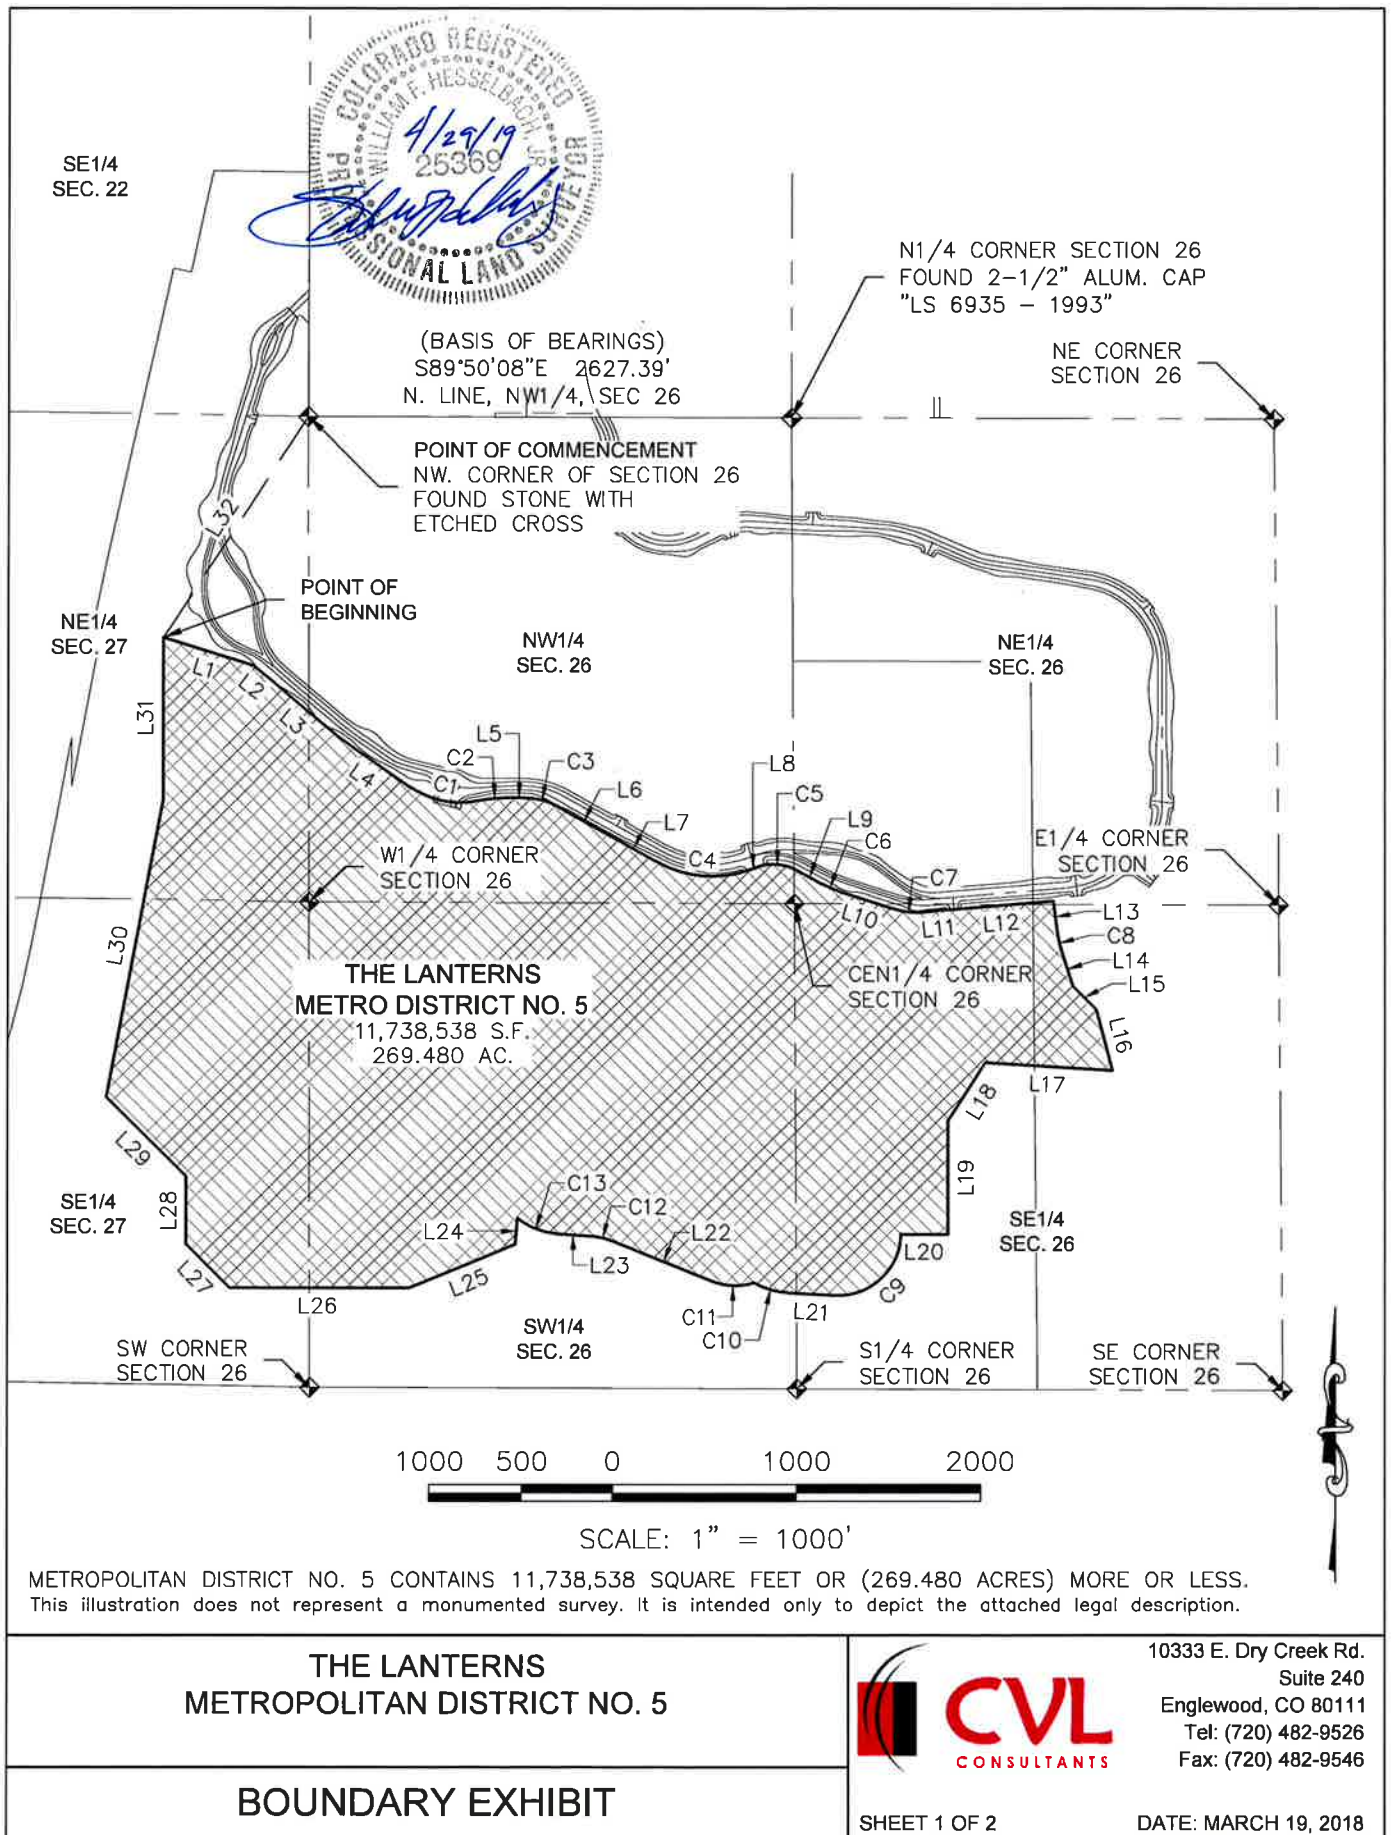 COLORADO REGISTERED
WILLIAM F. HESSELBACH, JR.
4/29/19
25369
PROFESSIONAL LAND SURVEYOR
SE1/4
SEC. 22
N1/4 CORNER SECTION 26
FOUND 2-1/2" ALUM. CAP
"LS 6935 - 1993"
(BASIS OF BEARINGS)
S89°50'08"E 2627.39'
N. LINE, NW1/4, SEC 26
NE CORNER
SECTION 26
POINT OF COMMENCEMENT
NW. CORNER OF SECTION 26
FOUND STONE WITH
ETCHED CROSS
L32
POINT OF
BEGINNING
NE1/4
SEC. 27
NW1/4
SEC. 26
NE1/4
SEC. 26
L1
L2
L3
L4
L31
C1
C2
L5
C3
L6
L7
C4
L8
C5
L9
C6
C7
L10
L11
L12
E1/4 CORNER
SECTION 26
W1/4 CORNER
SECTION 26
L13
C8
L14
L15
L16
CEN1/4 CORNER
SECTION 26
L30
THE LANTERNS
METRO DISTRICT NO. 5
11,738,538 S.F.
269.480 AC.
L17
L18
L19
L29
L28
SE1/4
SEC. 27
C13
C12
L24
L22
L23
L20
SE1/4
SEC. 26
L27
L26
L25
C11
C10
L21
C9
SW1/4
SEC. 26
SW CORNER
SECTION 26
S1/4 CORNER
SECTION 26
SE CORNER
SECTION 26
1000 500 0 1000 2000
SCALE: 1" = 1000'
METROPOLITAN DISTRICT NO. 5 CONTAINS 11,738,538 SQUARE FEET OR (269.480 ACRES) MORE OR LESS.
This illustration does not represent a monumented survey. It is intended only to depict the attached legal description.
THE LANTERNS
METROPOLITAN DISTRICT NO. 5
BOUNDARY EXHIBIT
CVL
CONSULTANTS
10333 E. Dry Creek Rd.
Suite 240
Englewood, CO 80111
Tel: (720) 482-9526
Fax: (720) 482-9546
SHEET 1 OF 2
DATE: MARCH 19, 2018